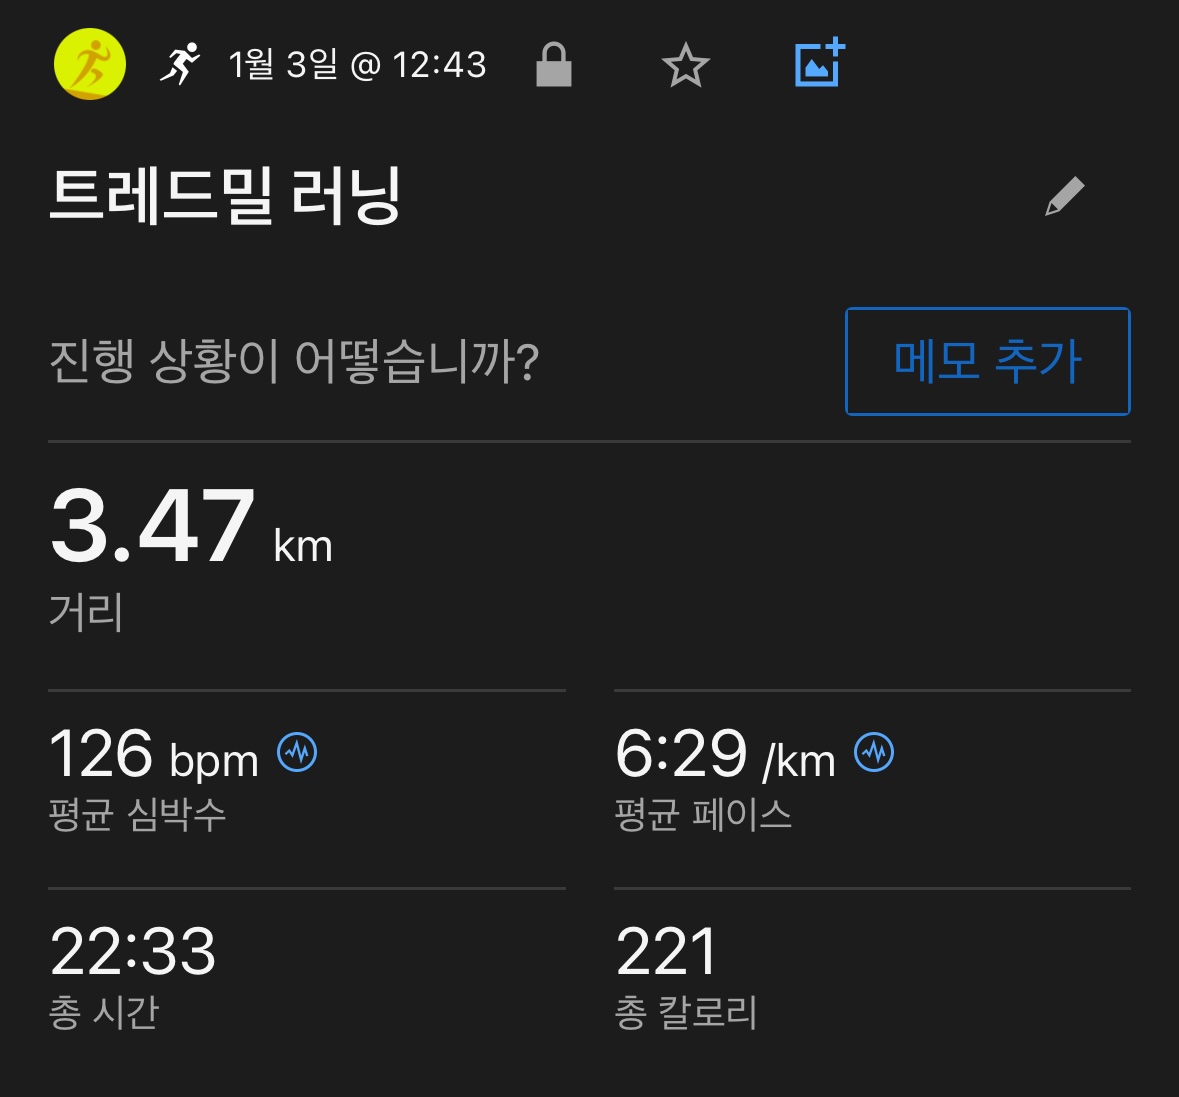 1월 3일 @ 12:43
트레드밀 러닝
진행 상황이 어떻습니까?
메모 추가
3.47 km
거리
126 bpm
평균 심박수
6:29 /km
평균 페이스
22:33
총 시간
221
총 칼로리